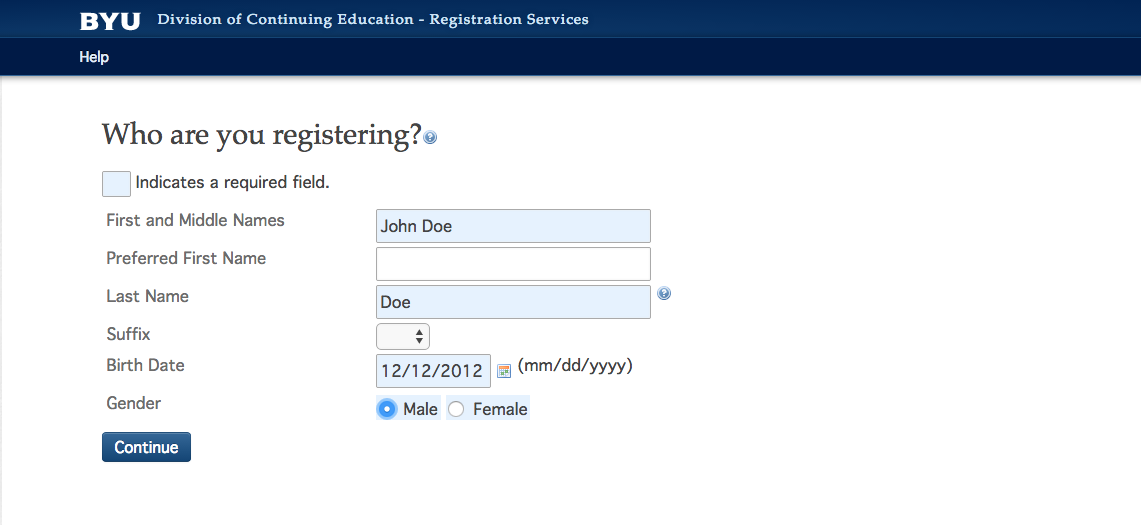 BYU Division of Continuing Education - Registration Services
Help
Who are you registering?
Indicates a required field.
First and Middle Names John Doe
Preferred First Name
Last Name Doe
Suffix
Birth Date 12/12/2012 (mm/dd/yyyy)
Gender Male Female
Continue